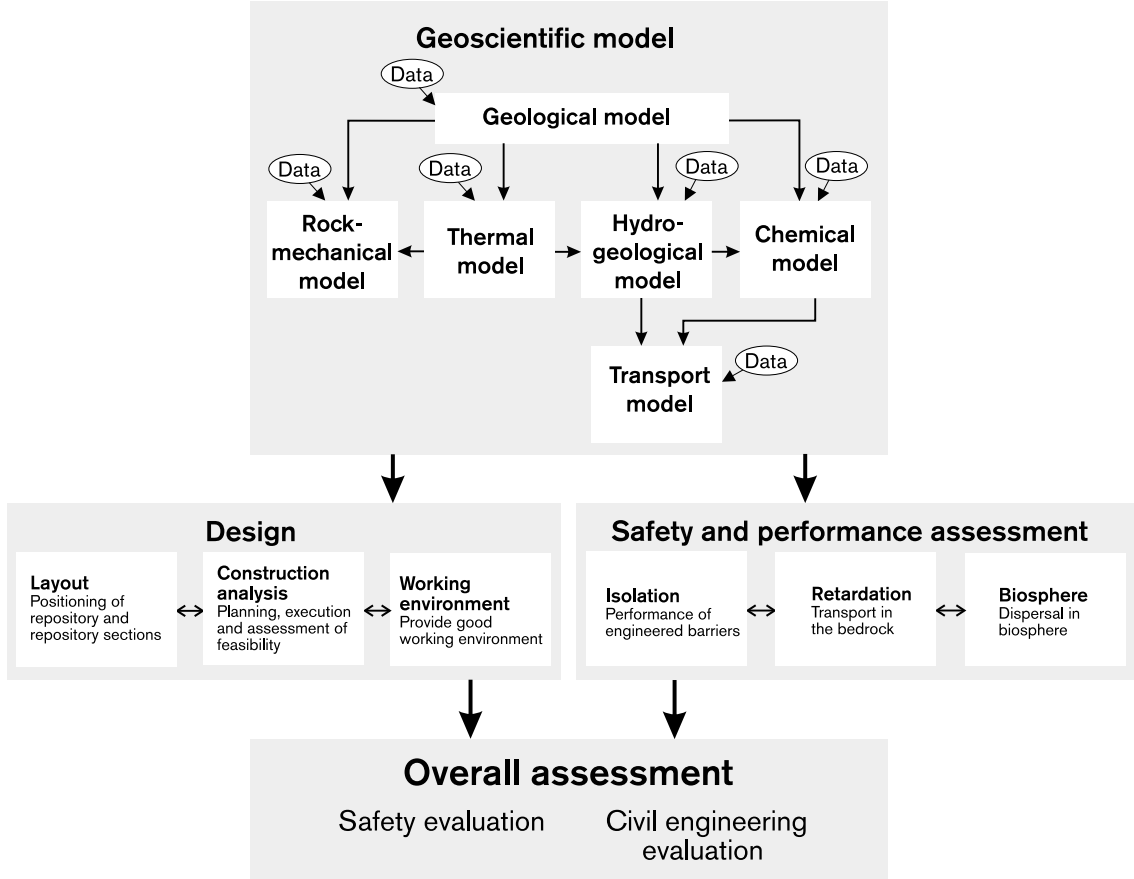 Geoscientific model
Data
Geological model
Data
Data
Data
Data
Rock-
mechanical
model
Thermal
model
Hydro-
geological
model
Chemical
model
Transport
model
Data
Design
Layout
Positioning of
repository and
repository sections
Construction
analysis
Planning, execution
and assessment of
feasibility
Working
environment
Provide good
working environment
Safety and performance assessment
Isolation
Performance of
engineered barriers
Retardation
Transport in
the bedrock
Biosphere
Dispersal in
biosphere
Overall assessment
Safety evaluation
Civil engineering
evaluation